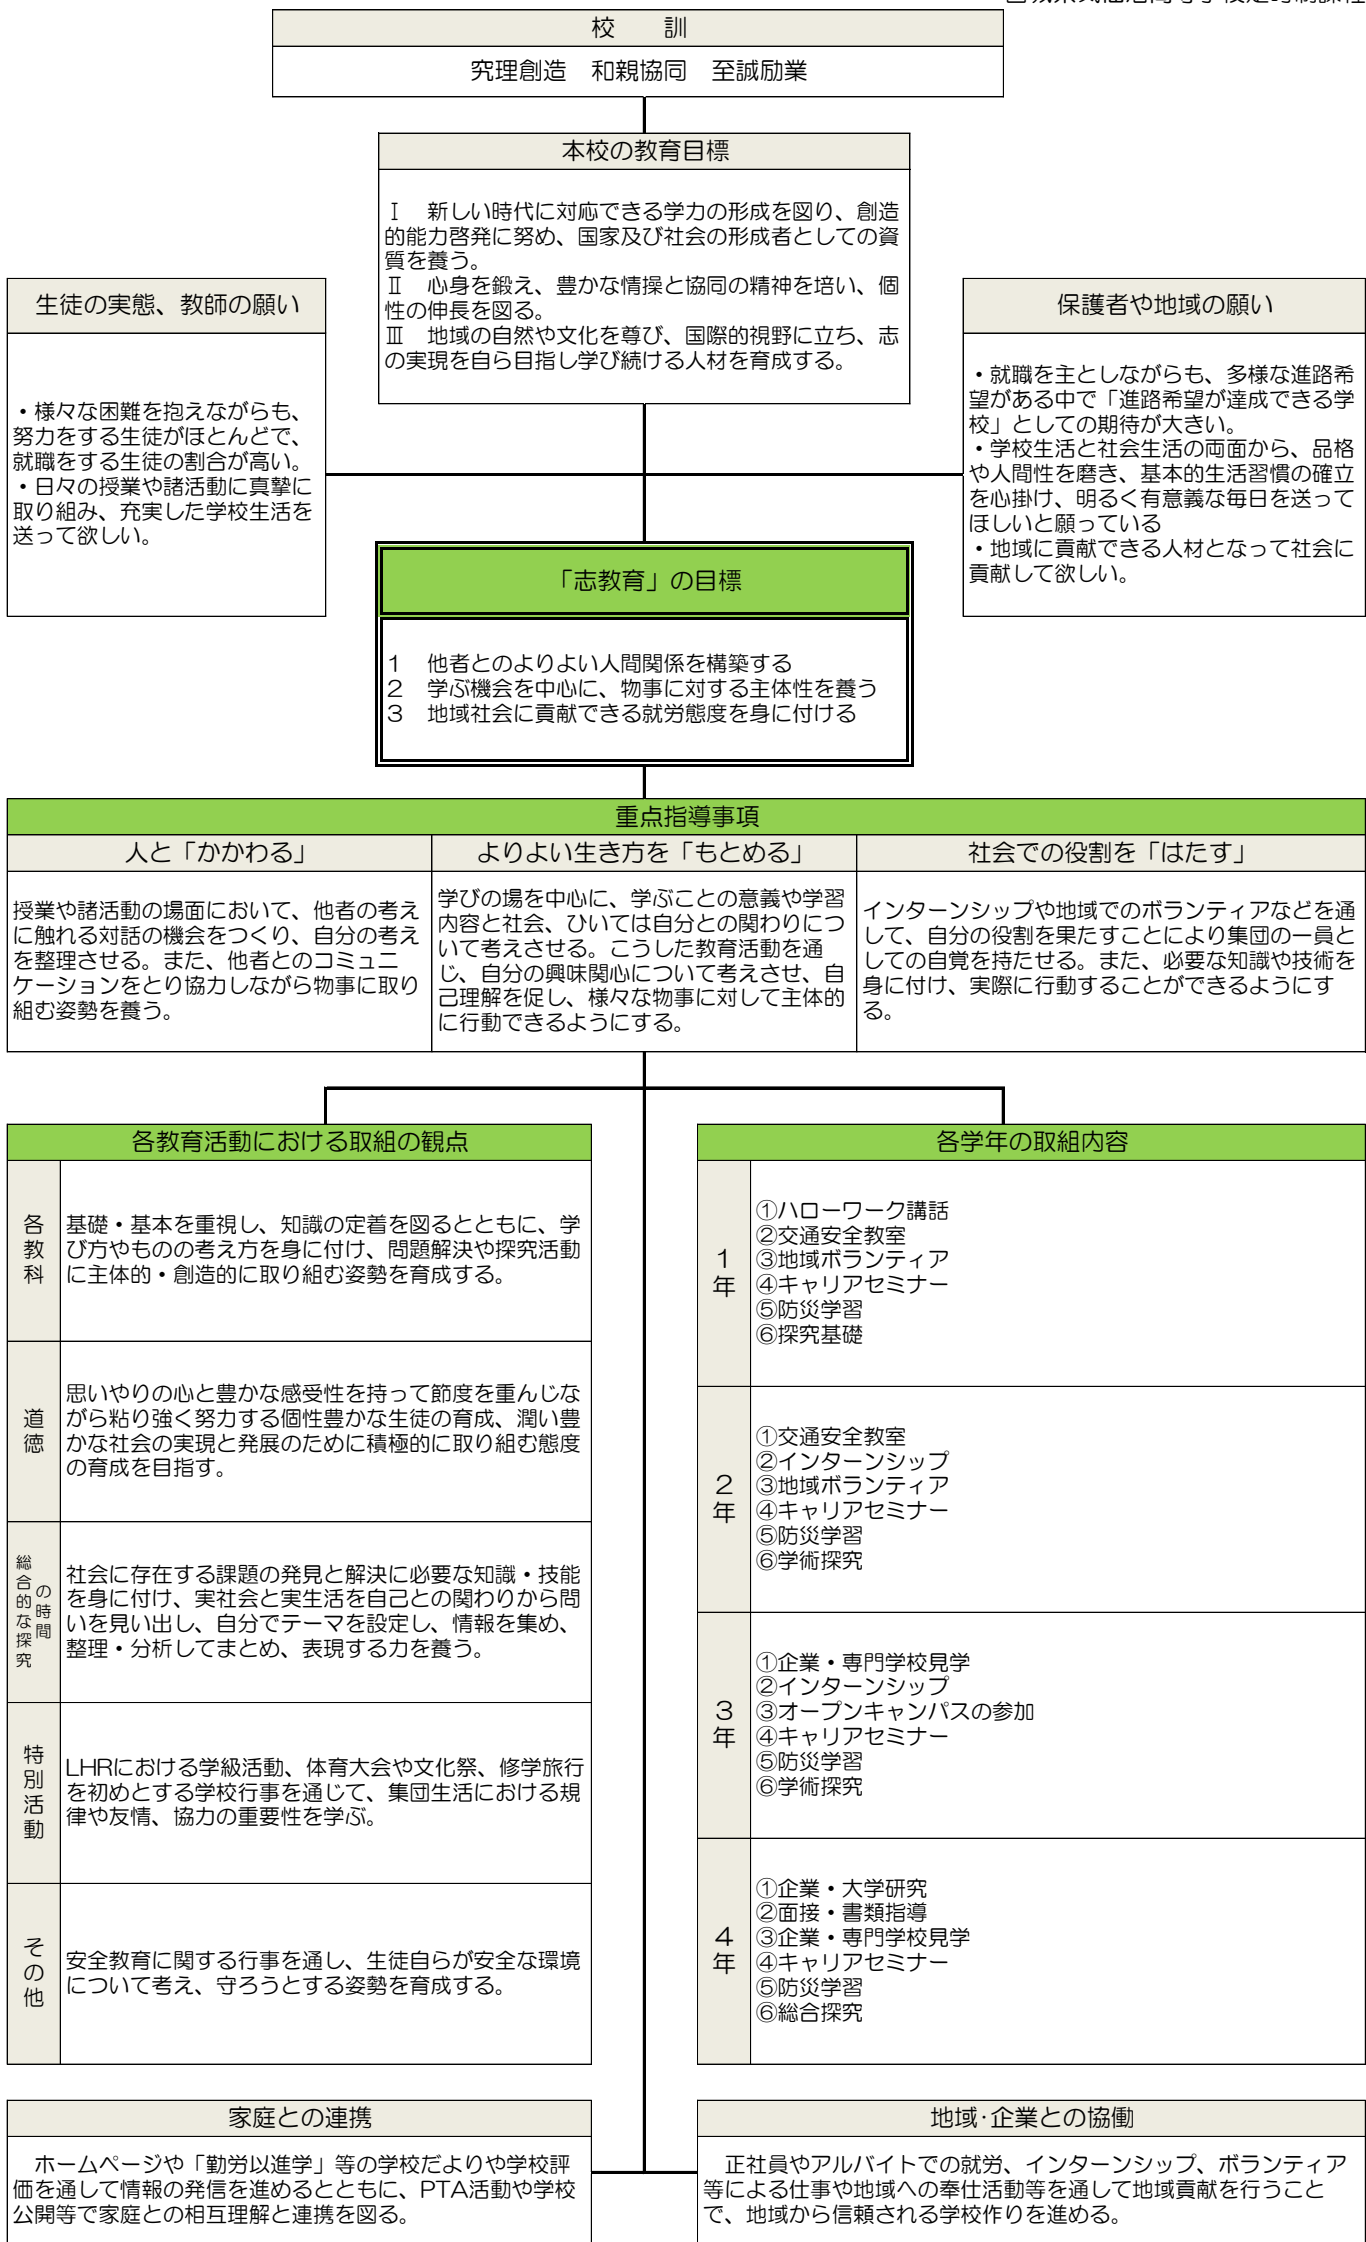 校　訓
究理創造　和親協同　至誠励業
本校の教育目標
Ⅰ　新しい時代に対応できる学力の形成を図り、創造
的能力啓発に努め、国家及び社会の形成者としての資
質を養う。
Ⅱ　心身を鍛え、豊かな情操と協同の精神を培い、個
性の伸長を図る。
Ⅲ　地域の自然や文化を尊び、国際的視野に立ち、志
の実現を自ら目指し学び続ける人材を育成する。
生徒の実態、教師の願い
・様々な困難を抱えながらも、
努力をする生徒がほとんどで、
就職をする生徒の割合が高い。
・日々の授業や諸活動に真摯に
取り組み、充実した学校生活を
送って欲しい。
保護者や地域の願い
・就職を主としながらも、多様な進路希
望がある中で「進路希望が達成できる学
校」としての期待が大きい。
・学校生活と社会生活の両面から、品格
や人間性を磨き、基本的生活習慣の確立
を心掛け、明るく有意義な毎日を送って
ほしいと願っている
・地域に貢献できる人材となって社会に
貢献して欲しい。
「志教育」の目標
１　他者とのよりよい人間関係を構築する
２　学ぶ機会を中心に、物事に対する主体性を養う
３　地域社会に貢献できる就労態度を身に付ける
重点指導事項
人と「かかわる」
授業や諸活動の場面において、他者の考え
に触れる対話の機会をつくり、自分の考え
を整理させる。また、他者とのコミュニ
ケーションをとり協力しながら物事に取り
組む姿勢を養う。
よりよい生き方を「もとめる」
学びの場を中心に、学ぶことの意義や学習
内容と社会、ひいては自分との関わりにつ
いて考えさせる。こうした教育活動を通
じ、自分の興味関心について考えさせ、自
己理解を促し、様々な物事に対して主体的
に行動できるようにする。
社会での役割を「はたす」
インターンシップや地域でのボランティアなどを通
して、自分の役割を果たすことにより集団の一員と
しての自覚を持たせる。また、必要な知識や技術を
身に付け、実際に行動することができるようにす
る。
各教育活動における取組の観点
各教科
基礎・基本を重視し、知識の定着を図るとともに、学
び方やものの考え方を身に付け、問題解決や探究活動
に主体的・創造的に取り組む姿勢を育成する。
道徳
思いやりの心と豊かな感受性を持って節度を重んじな
がら粘り強く努力する個性豊かな生徒の育成、潤い豊
かな社会の実現と発展のために積極的に取り組む態度
の育成を目指す。
総合的な探究
の時間
社会に存在する課題の発見と解決に必要な知識・技能
を身に付け、実社会と実生活を自己との関わりから問
いを見い出し、自分でテーマを設定し、情報を集め、
整理・分析してまとめ、表現する力を養う。
特別活動
LHRにおける学級活動、体育大会や文化祭、修学旅行
を初めとする学校行事を通じて、集団生活における規
律や友情、協力の重要性を学ぶ。
その他
安全教育に関する行事を通し、生徒自らが安全な環境
について考え、守ろうとする姿勢を育成する。
各学年の取組内容
１年
①ハローワーク講話
②交通安全教室
③地域ボランティア
④キャリアセミナー
⑤防災学習
⑥探究基礎
２年
①交通安全教室
②インターンシップ
③地域ボランティア
④キャリアセミナー
⑤防災学習
⑥学術探究
３年
①企業・専門学校見学
②インターンシップ
③オープンキャンパスの参加
④キャリアセミナー
⑤防災学習
⑥学術探究
４年
①企業・大学研究
②面接・書類指導
③企業・専門学校見学
④キャリアセミナー
⑤防災学習
⑥総合探究
家庭との連携
ホームページや「勤労以進学」等の学校だよりや学校評
価を通して情報の発信を進めるとともに、PTA活動や学校
公開等で家庭との相互理解と連携を図る。
地域･企業との協働
正社員やアルバイトでの就労、インターンシップ、ボランティア
等による仕事や地域への奉仕活動等を通して地域貢献を行うこと
で、地域から信頼される学校作りを進める。